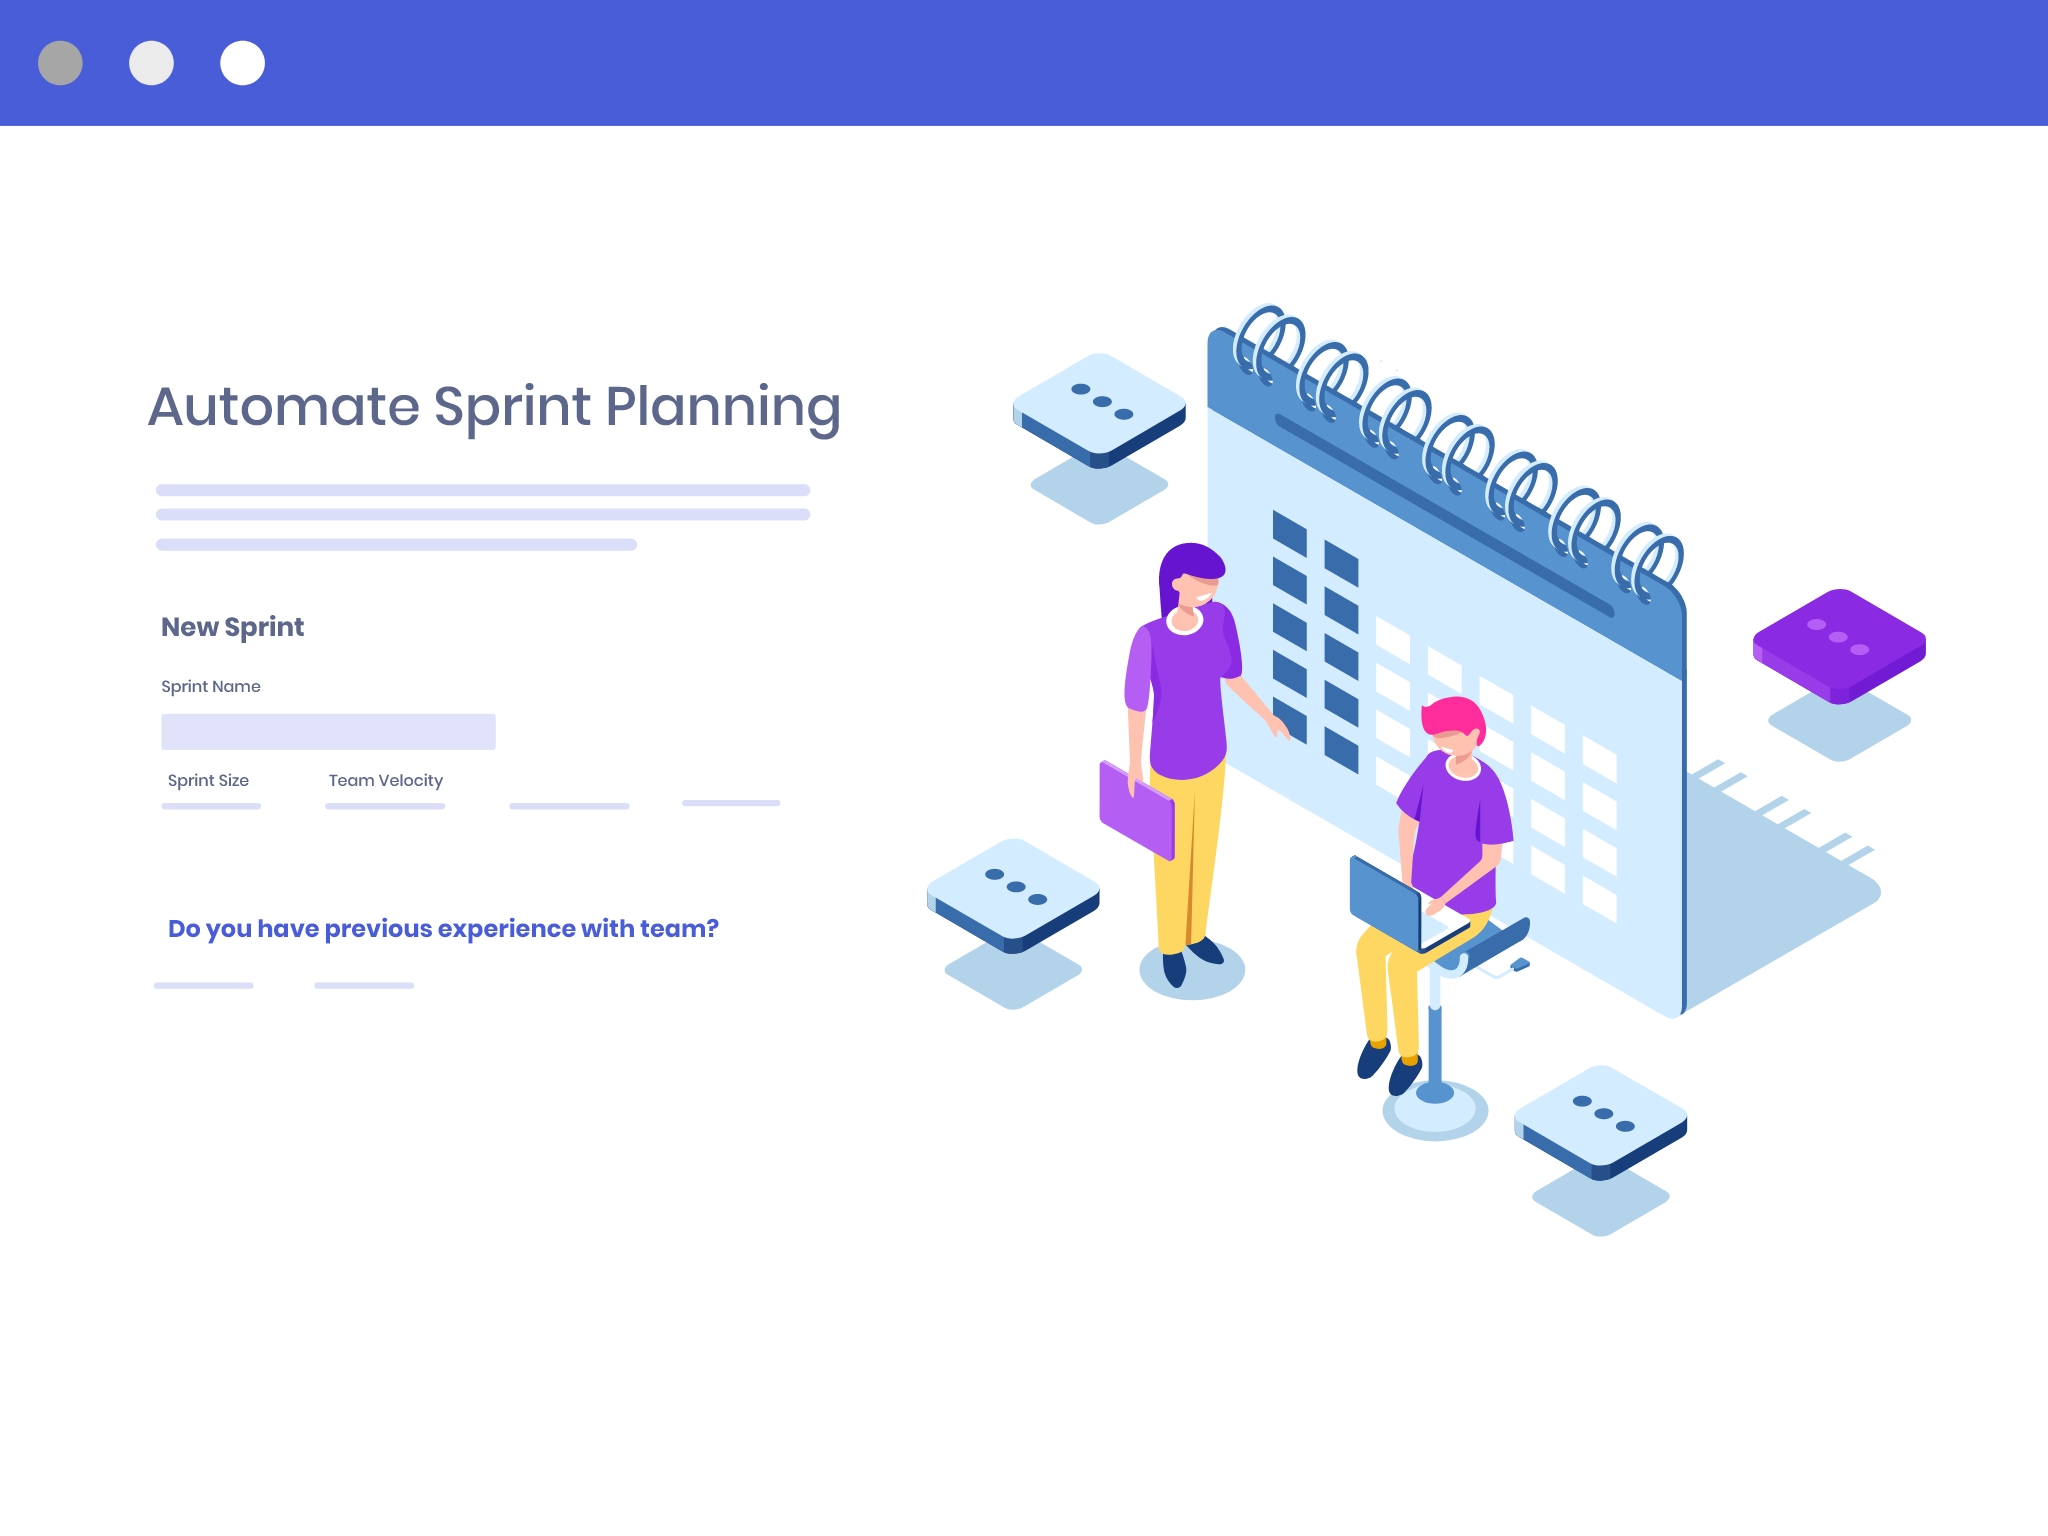 Automate Sprint Planning
New Sprint
Sprint Name
Sprint Size Team Velocity
Do you have previous experience with team?